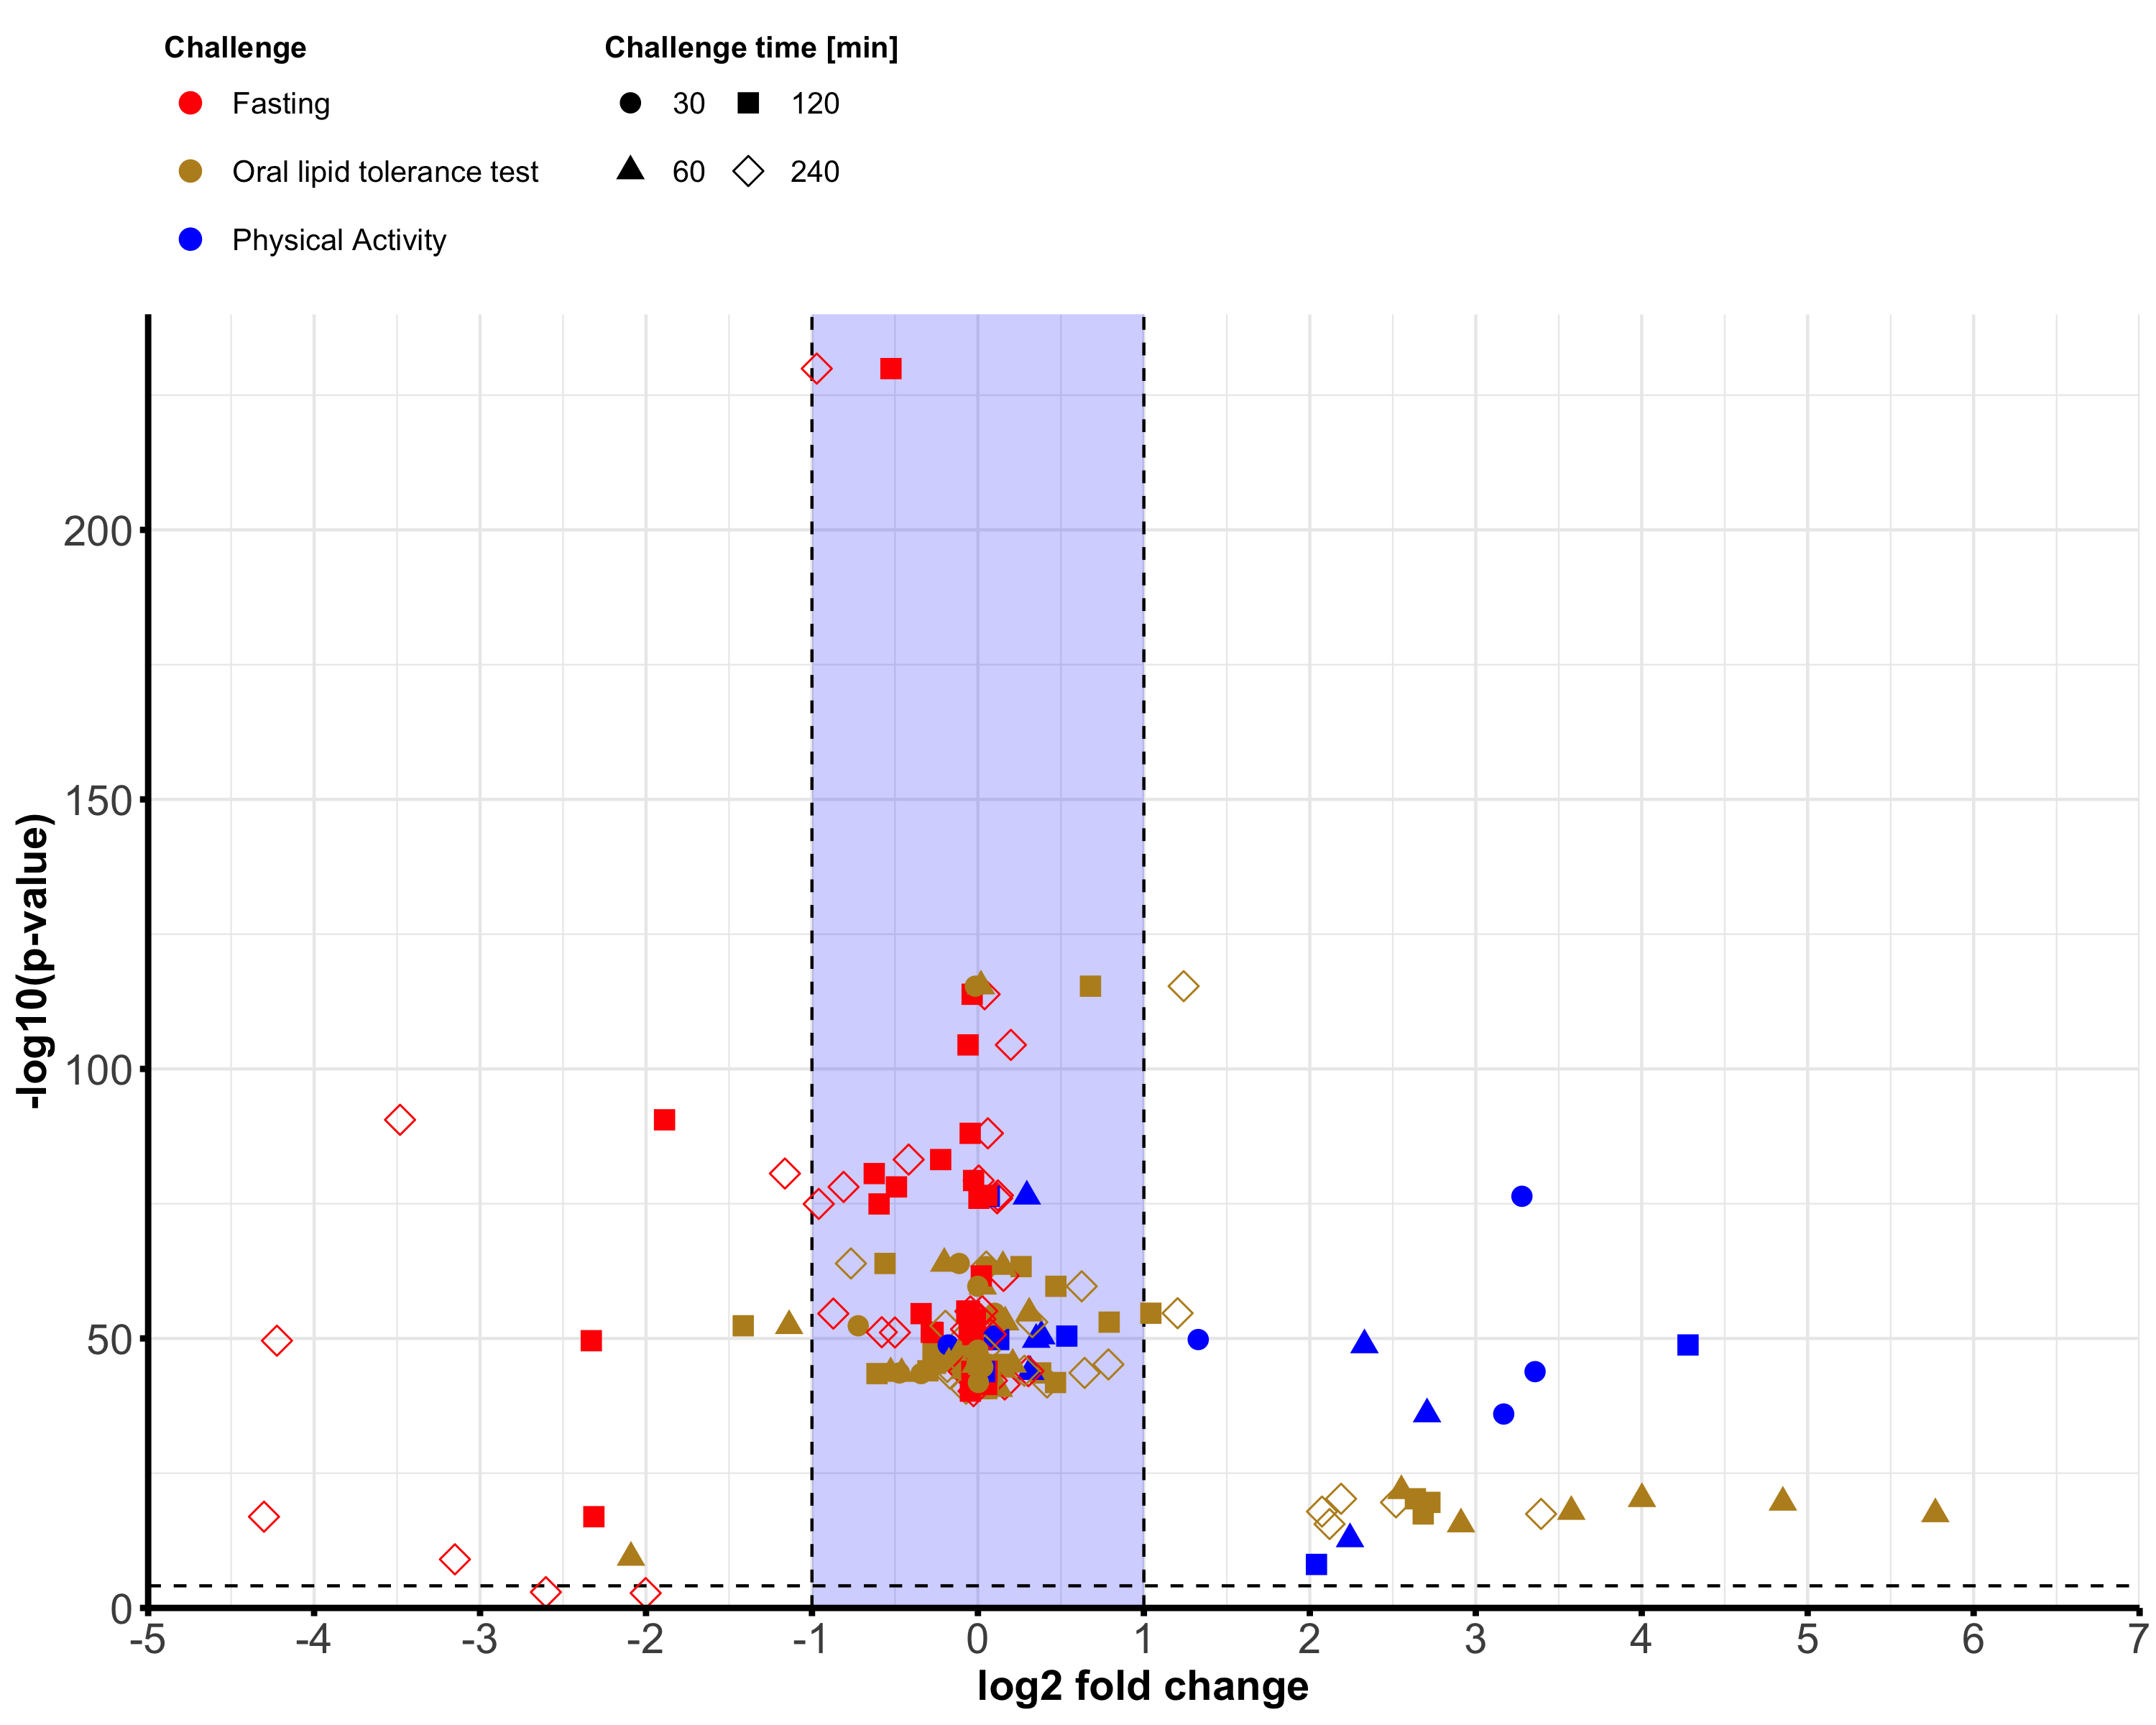 Challenge
Fasting
Oral lipid tolerance test
Physical Activity
Challenge time [min]
30 120
60 240
-log10(p-value)
200
150
100
50
0
-5 -4 -3 -2 -1 0 1 2 3 4 5 6 7
log2 fold change